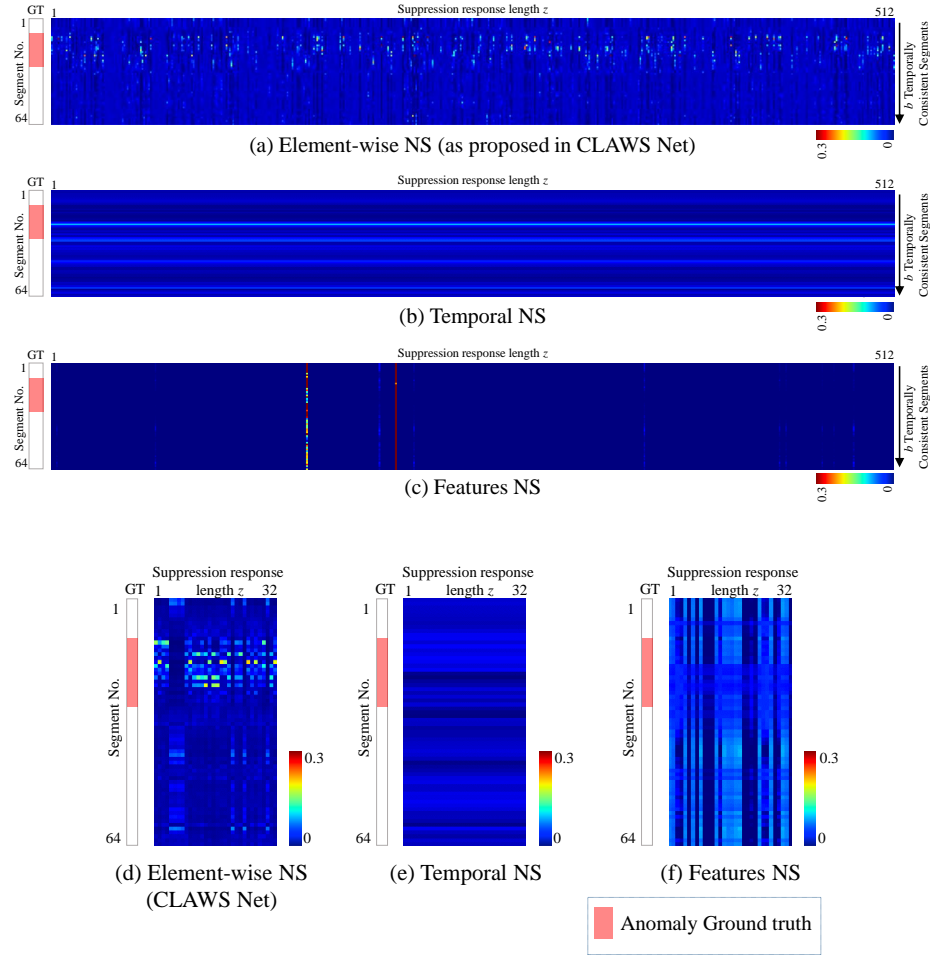 GT
Suppression response length z
1
512
1
Segment No.
64
b Temporally
Consistent Segments
0.3
0
(a) Element-wise NS (as proposed in CLAWS Net)
GT
Suppression response length z
1
512
1
Segment No.
64
b Temporally
Consistent Segments
0.3
0
(b) Temporal NS
GT
Suppression response length z
1
512
1
Segment No.
64
b Temporally
Consistent Segments
0.3
0
(c) Features NS
Suppression response
GT 1 length z 32
1
Segment No.
64
0.3
0
(d) Element-wise NS
(CLAWS Net)
Suppression response
GT 1 length z 32
1
Segment No.
64
0.3
0
(e) Temporal NS
Suppression response
GT 1 length z 32
1
Segment No.
64
0.3
0
(f) Features NS
Anomaly Ground truth